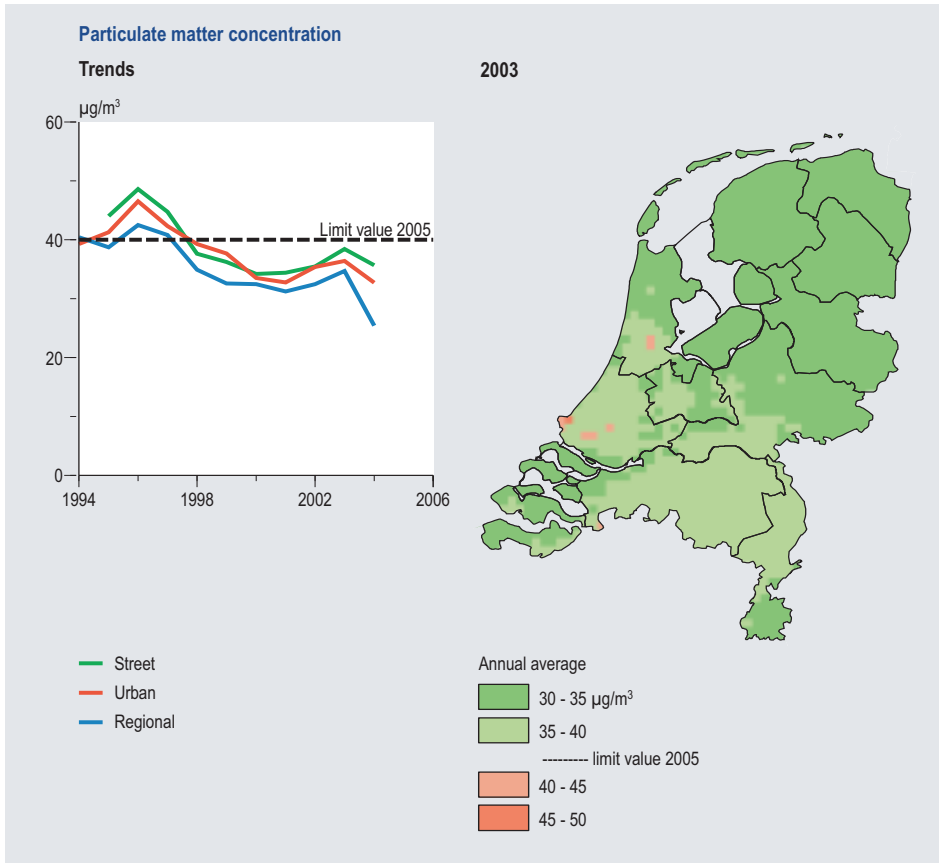 Particulate matter concentration
Trends
2003
µg/m³
60
40
20
0
Limit value 2005
1994
1998
2002
2006
Street
Urban
Regional
Annual average
30 - 35 µg/m³
35 - 40
--------- limit value 2005
40 - 45
45 - 50